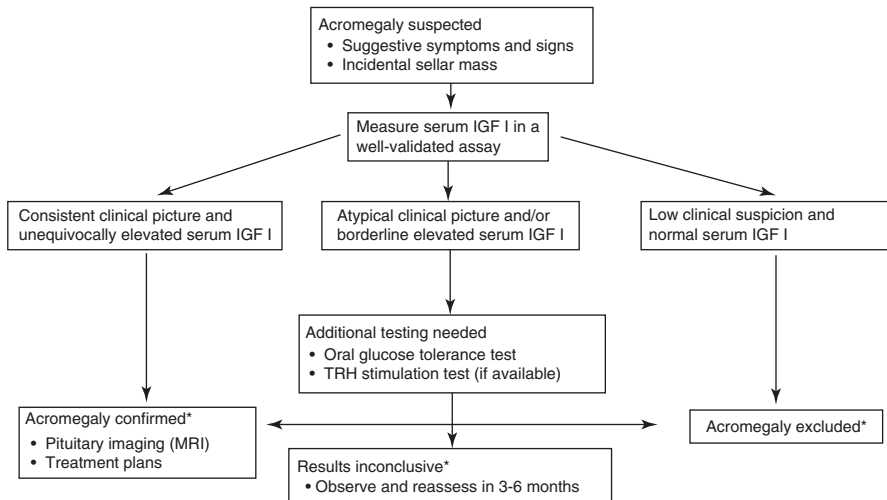 Acromegaly suspected
• Suggestive symptoms and signs
• Incidental sellar mass
Measure serum IGF I in a
well-validated assay
Consistent clinical picture and
unequivocally elevated serum IGF I
Atypical clinical picture and/or
borderline elevated serum IGF I
Low clinical suspicion and
normal serum IGF I
Additional testing needed
• Oral glucose tolerance test
• TRH stimulation test (if available)
Acromegaly confirmed*
• Pituitary imaging (MRI)
• Treatment plans
Acromegaly excluded*
Results inconclusive*
• Observe and reassess in 3-6 months